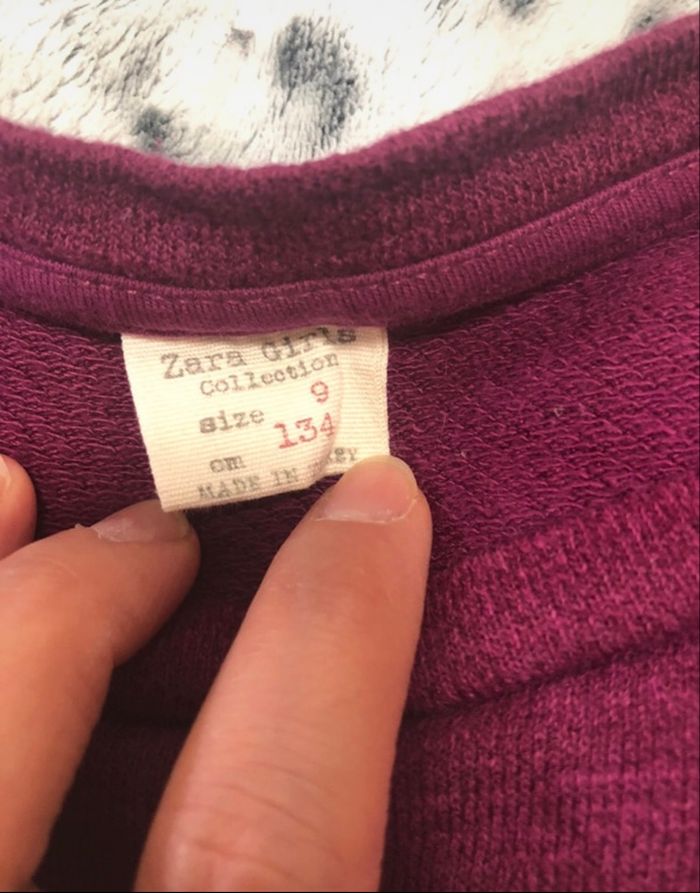 Zara Girls
Collection
size 9
134
cm
MADE IN